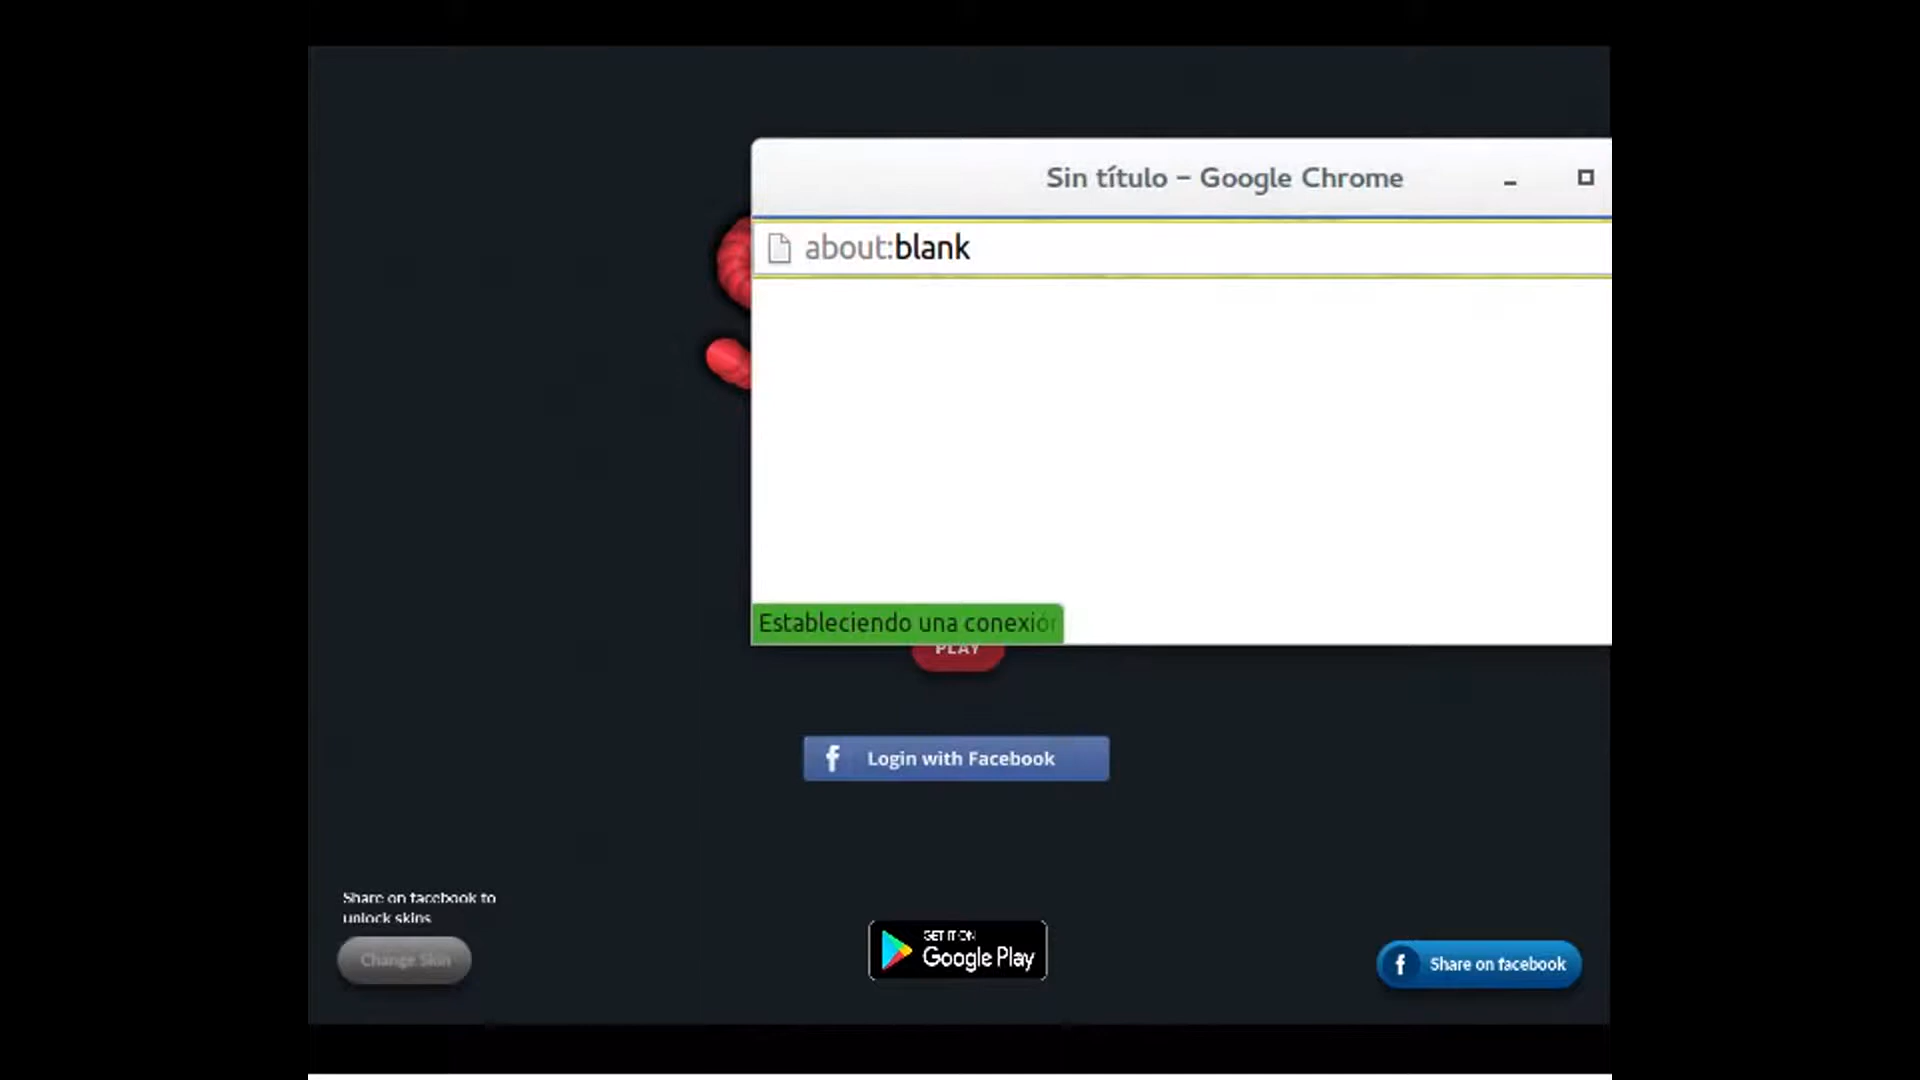 Sin título – Google Chrome
about:blank
Estableciendo una conexión
PLAY
Login with Facebook
Share on facebook to
unlock skins
Change Skin
GET IT ON
Google Play
Share on facebook